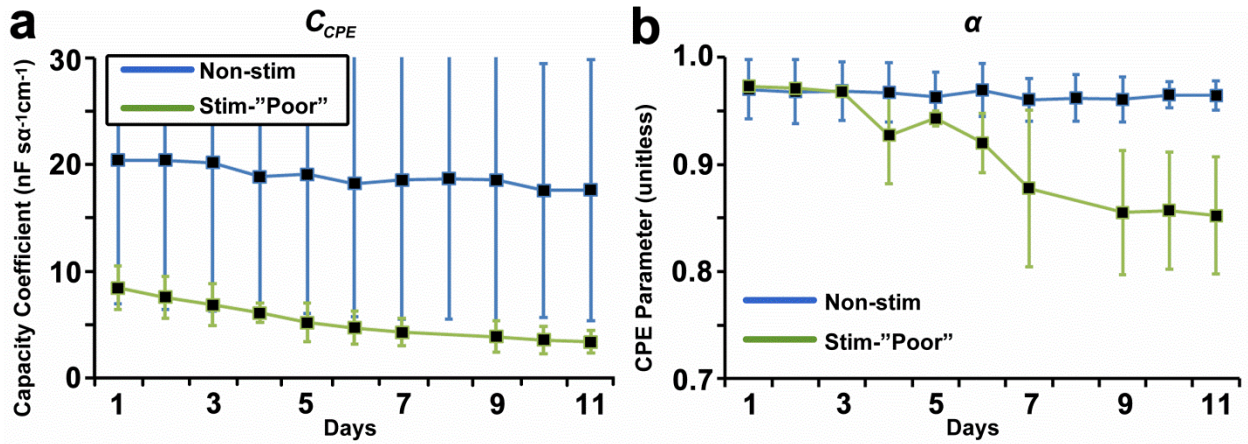 a
C_CPE
Capacity Coefficient (nF sα-1cm-1)
30
20
10
0
Non-stim
Stim-”Poor”
1 3 5 7 9 11
Days
b
α
CPE Parameter (unitless)
1.0
0.9
0.8
0.7
Non-stim
Stim-”Poor”
1 3 5 7 9 11
Days